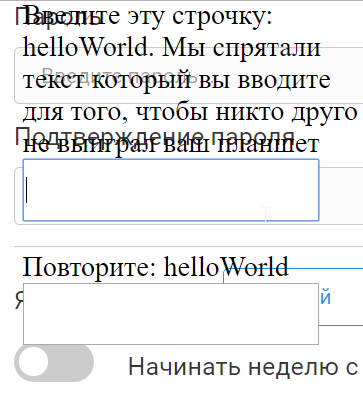 Пароль
Введите эту строчку:
helloWorld. Мы спрятали
Введите пароль
текст который вы вводите
для того, чтобы никто друго
Подтверждение пароля
не выиграл ваш планшет
Повторите: helloWorld
Я
й
Начинать неделю с